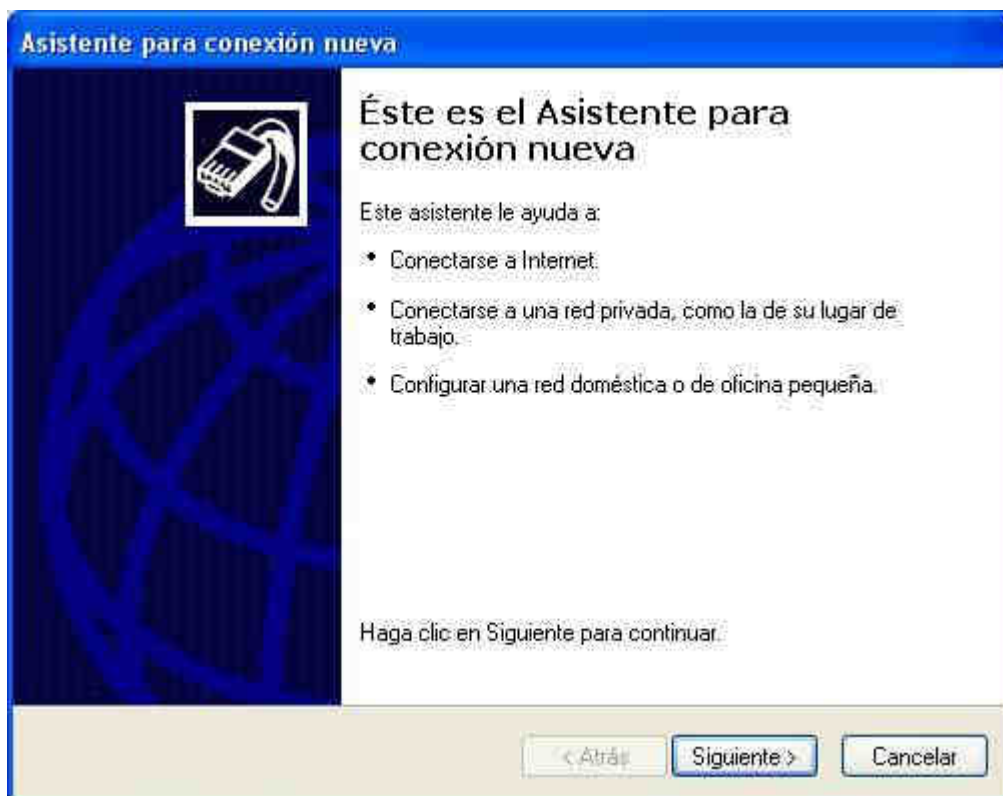 Asistente para conexión nueva
Éste es el Asistente para
conexión nueva
Este asistente le ayuda a:
• Conectarse a Internet.
• Conectarse a una red privada, como la de su lugar de
trabajo.
• Configurar una red doméstica o de oficina pequeña.
Haga clic en Siguiente para continuar.
< Atrás
Siguiente >
Cancelar